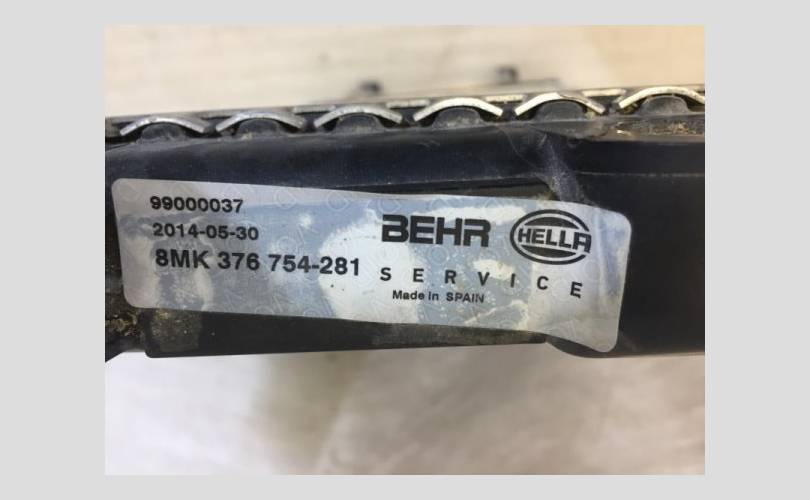 99000037
2014-05-30
8MK 376 754-281
BEHR
HELLA
SERVICE
Made in SPAIN